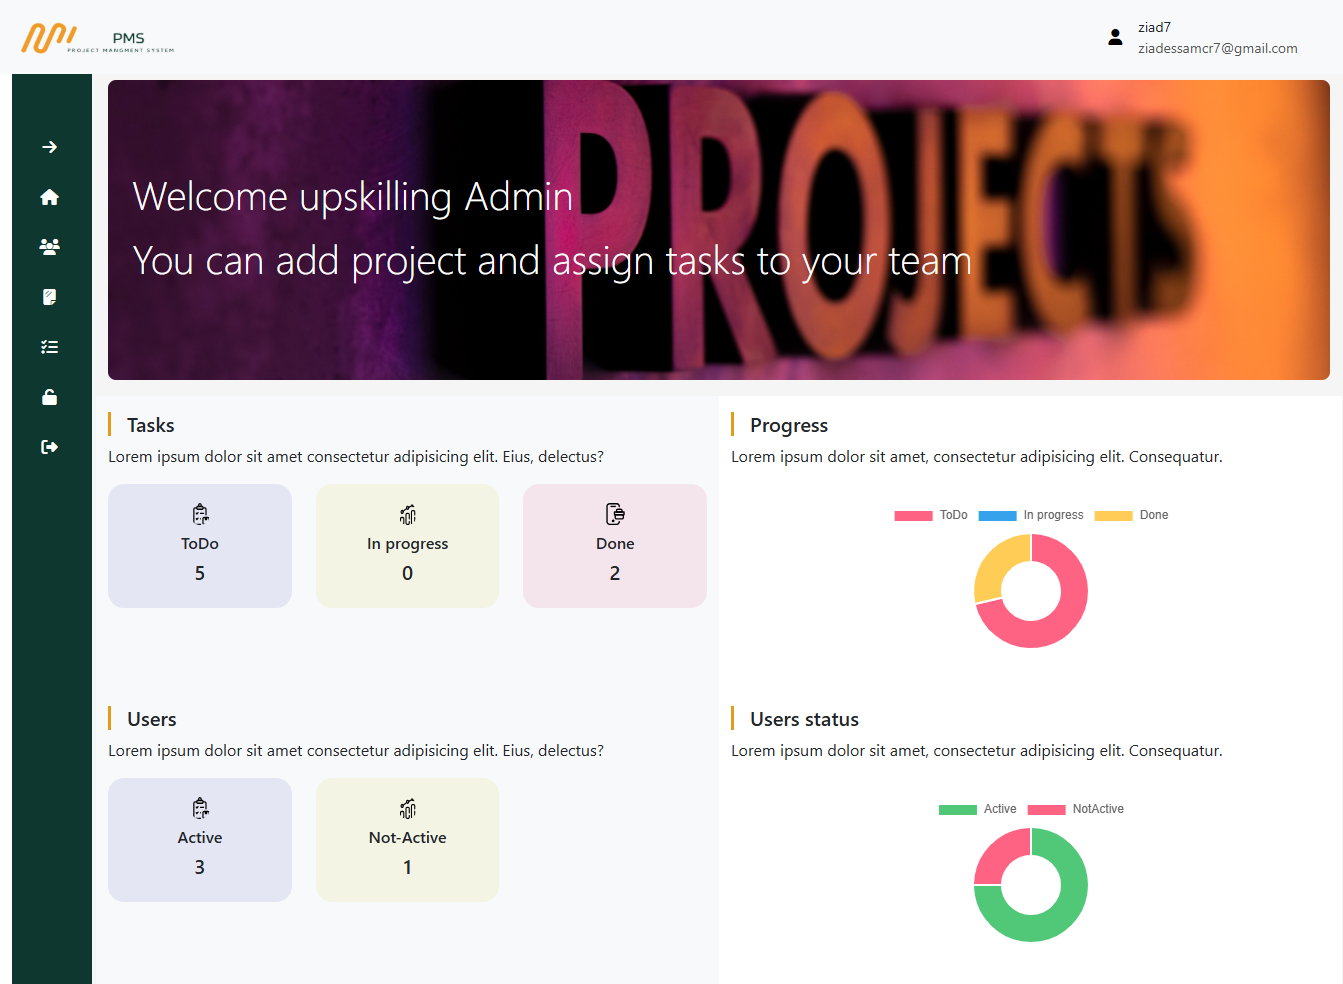 PMS
PROJECT MANGMENT SYSTEM
ziad7
ziadessamcr7@gmail.com
PROJECTS
Welcome upskilling Admin
You can add project and assign tasks to your team
Tasks
Lorem ipsum dolor sit amet consectetur adipisicing elit. Eius, delectus?
ToDo
5
In progress
0
Done
2
Progress
Lorem ipsum dolor sit amet, consectetur adipisicing elit. Consequatur.
ToDo In progress Done
Users
Lorem ipsum dolor sit amet consectetur adipisicing elit. Eius, delectus?
Active
3
Not-Active
1
Users status
Lorem ipsum dolor sit amet, consectetur adipisicing elit. Consequatur.
Active NotActive